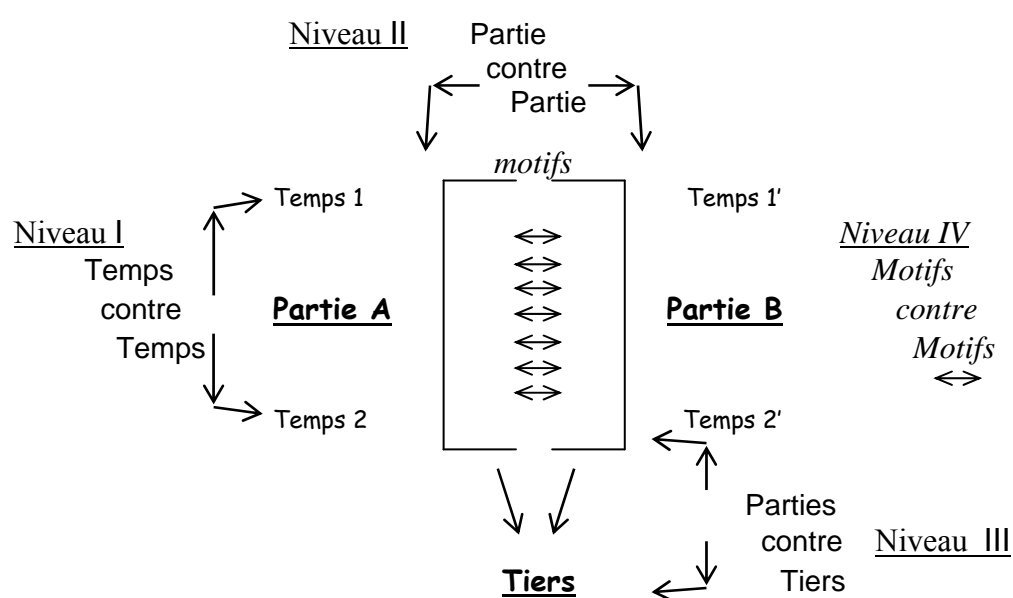 Niveau II
Partie
contre
Partie
motifs
Temps 1
Temps 1'
Niveau I
Temps
contre
Temps
Partie A
Partie B
Niveau IV
Motifs
contre
Motifs
Temps 2
Temps 2'
Parties
contre
Tiers
Niveau III
Tiers